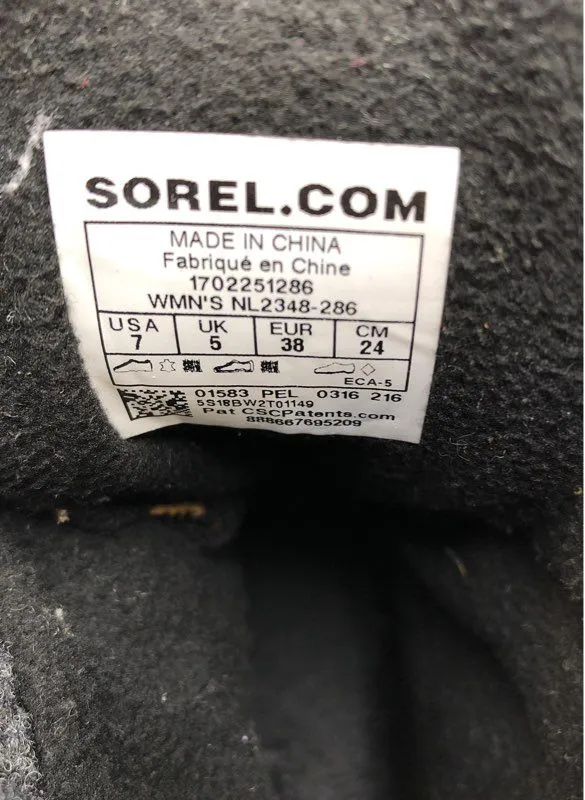 SOREL.COM
MADE IN CHINA
Fabriqué en Chine
1702251286
WMN'S NL2348-286
USA UK EUR CM
7 5 38 24
ECA-5
01583 PEL 0316 216
5S18BW2T01149
Pat CSCPatents.com
888667695209